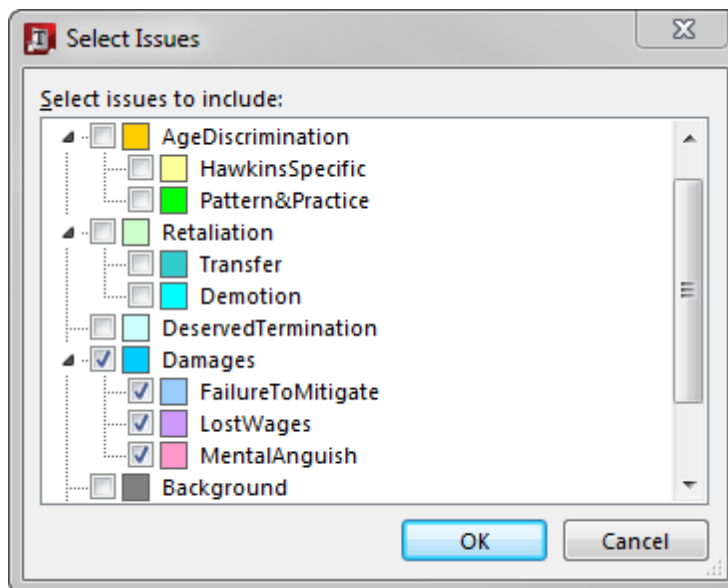 Select Issues
Select issues to include:
AgeDiscrimination
HawkinsSpecific
Pattern&Practice
Retaliation
Transfer
Demotion
DeservedTermination
Damages
FailureToMitigate
LostWages
MentalAnguish
Background
OK
Cancel